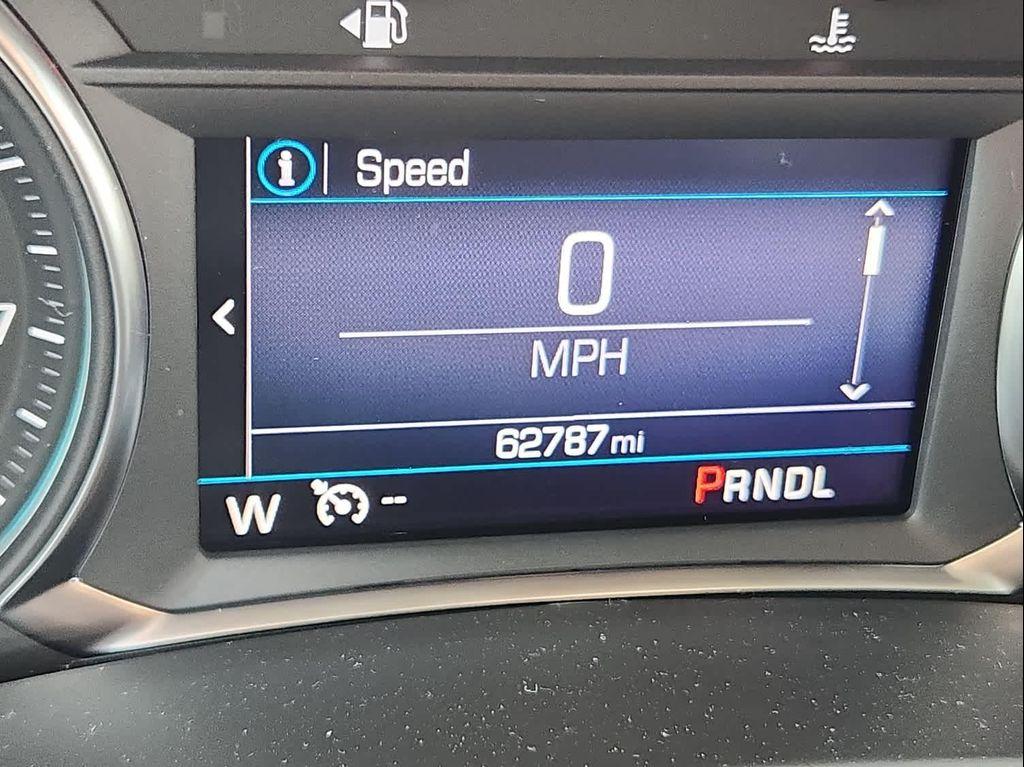 i Speed
0
MPH
62787 mi
W -- PRNDL